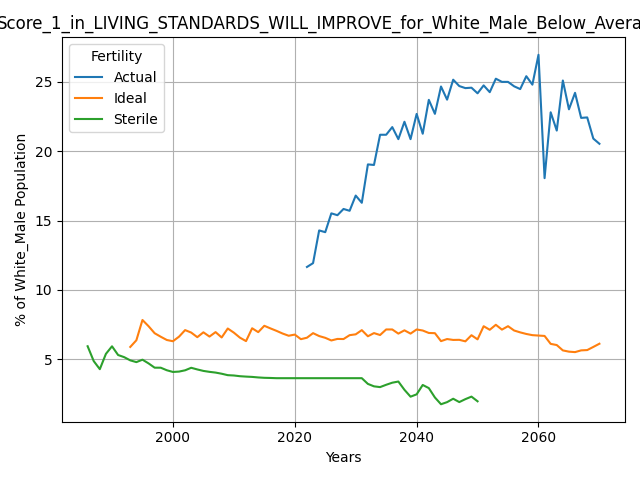 Score_1_in_LIVING_STANDARDS_WILL_IMPROVE_for_White_Male_Below_Avera
Fertility
Actual
Ideal
Sterile
% of White_Male Population
25
20
15
10
5
2000 2020 2040 2060
Years